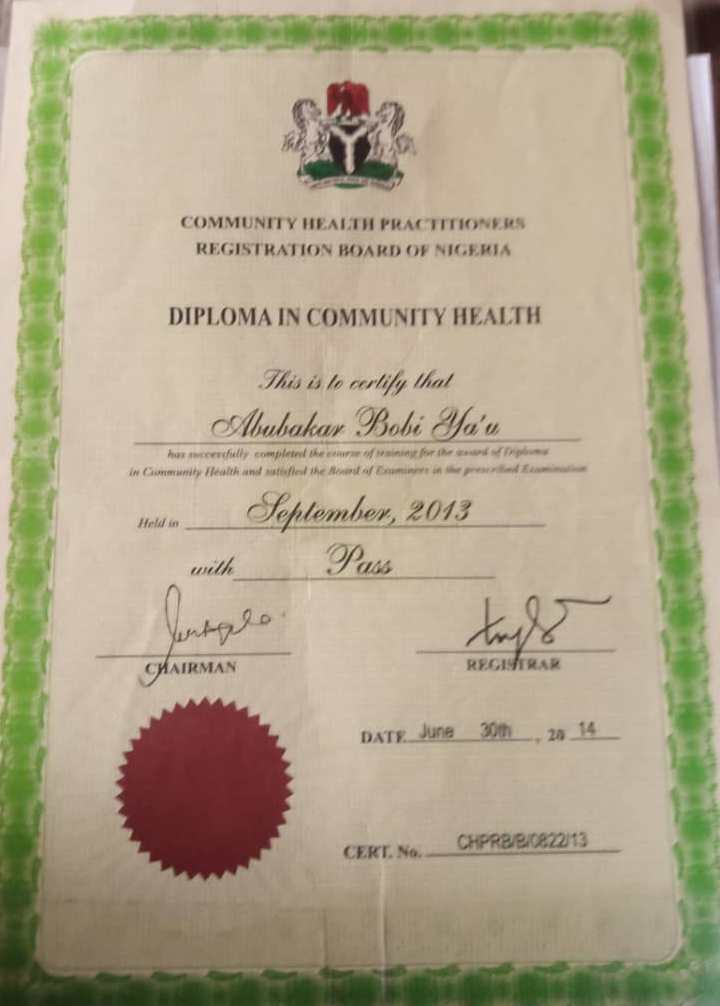 COMMUNITY HEALTH PRACTITIONERS
REGISTRATION BOARD OF NIGERIA
DIPLOMA IN COMMUNITY HEALTH
This is to certify that
Abubakar Bobi Ya'u
has successfully completed the course of training for the award of Diploma
in Community Health and satisfied the Board of Examiners in the prescribed Examination
Held in September, 2013
with Pass
CHAIRMAN REGISTRAR
DATE June 30th, 20 14
CERT. No. CHPRB/B/0822/13